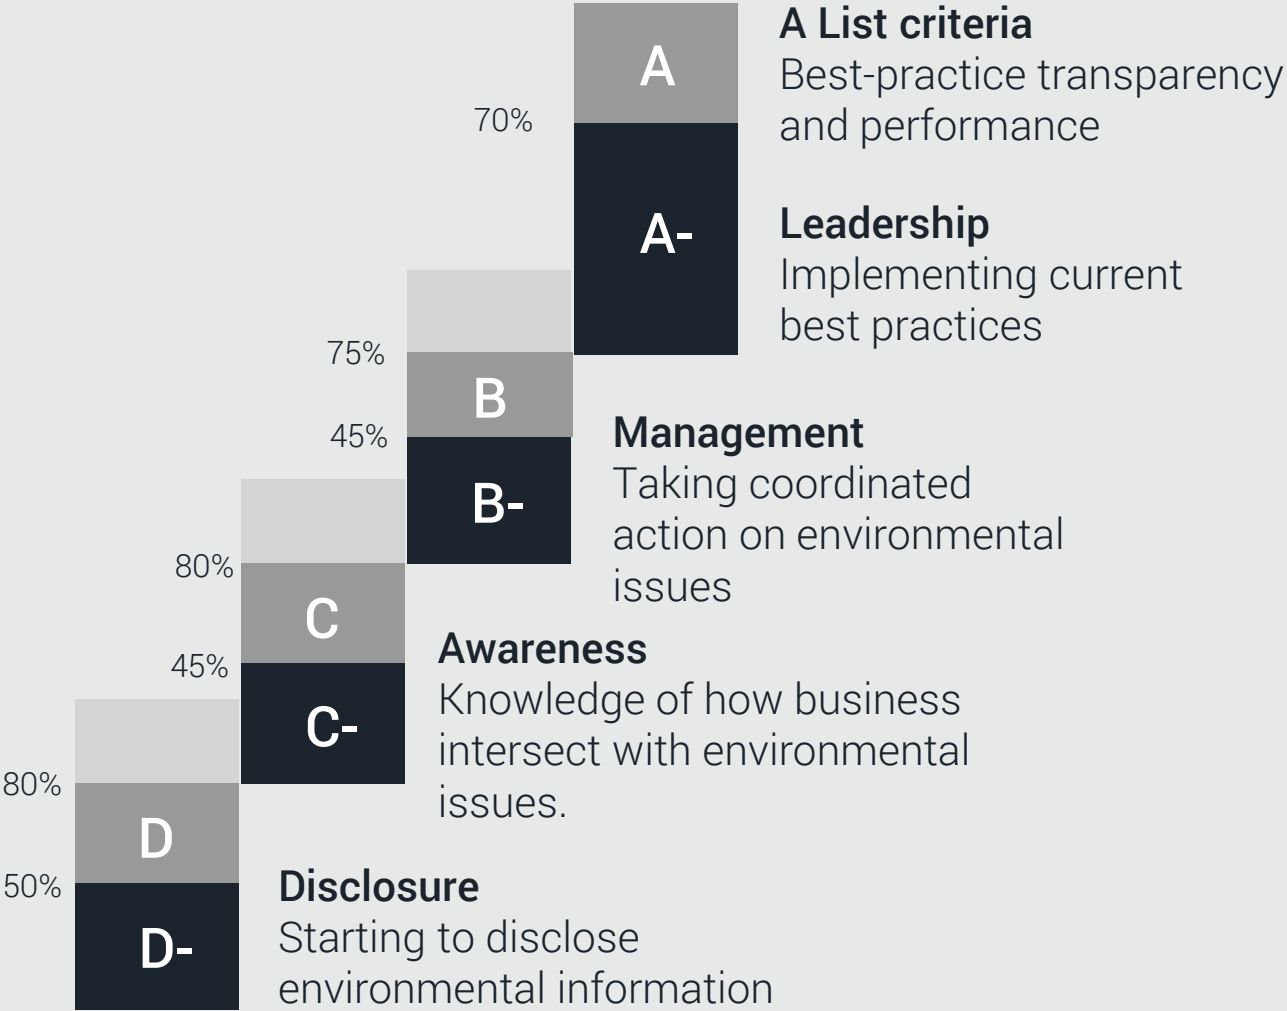 A
70%
A-
A List criteria
Best-practice transparency
and performance
Leadership
Implementing current
best practices
75%
B
45%
B-
Management
Taking coordinated
action on environmental
issues
80%
C
45%
C-
Awareness
Knowledge of how business
intersect with environmental
issues.
80%
D
50%
D-
Disclosure
Starting to disclose
environmental information